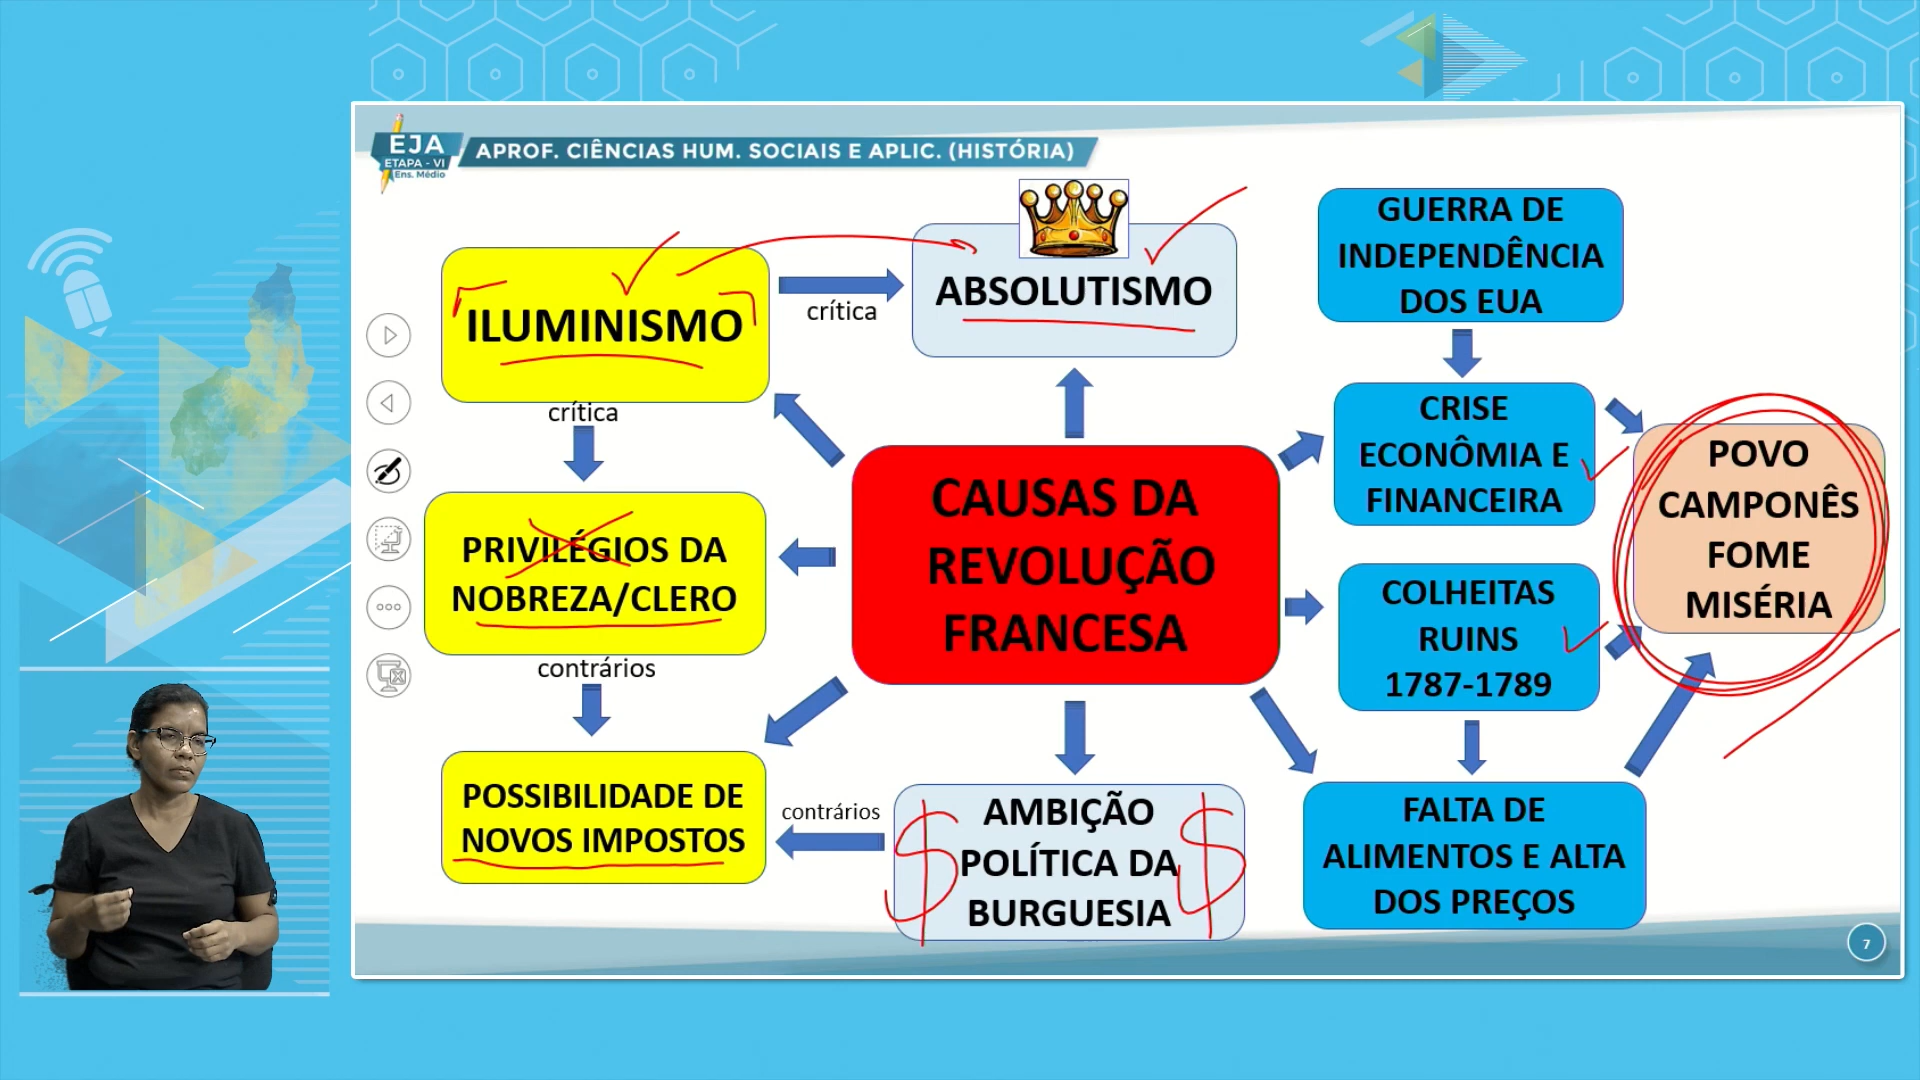 EJA
ETAPA - VI
Ens. Médio
APROF. CIÊNCIAS HUM. SOCIAIS E APLIC. (HISTÓRIA)
ILUMINISMO
crítica
ABSOLUTISMO
GUERRA DE
INDEPENDÊNCIA
DOS EUA
crítica
CRISE
ECONÔMIA E
FINANCEIRA
POVO
CAMPONÊS
FOME
MISÉRIA
PRIVILÉGIOS DA
NOBREZA/CLERO
CAUSAS DA
REVOLUÇÃO
FRANCESA
COLHEITAS
RUINS
1787-1789
contrários
POSSIBILIDADE DE
NOVOS IMPOSTOS
contrários
$
AMBIÇÃO
POLÍTICA DA
BURGUESIA
$
FALTA DE
ALIMENTOS E ALTA
DOS PREÇOS
7